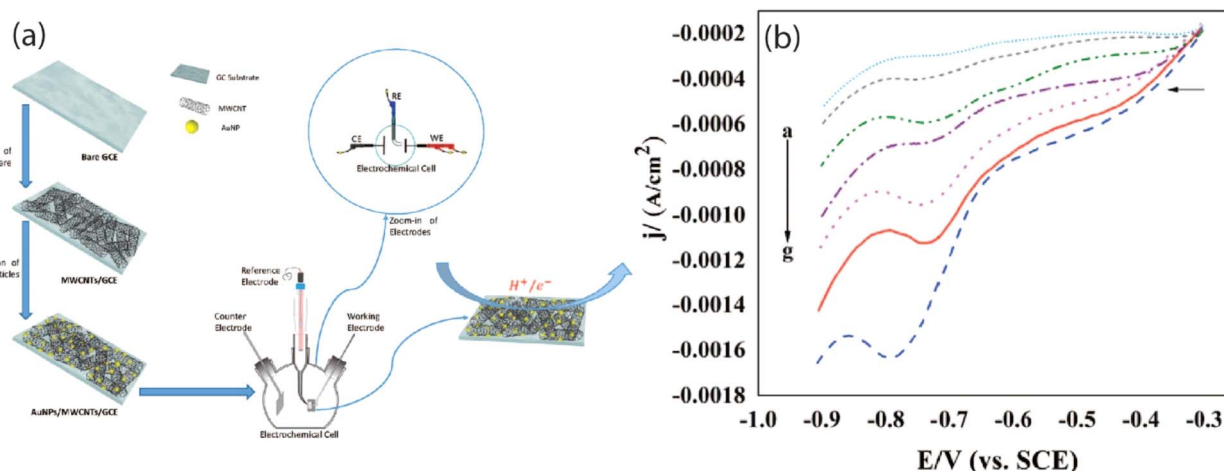 (a)
GC Substrate
MWCNT
AuNP
Bare GCE
of
are
MWCNTs/GCE
n of
ticles
AuNPs/MWCNTs/GCE
RE
CE
WE
Electrochemical Cell
Zoom-in of
Electrodes
Reference
Electrode
Counter
Electrode
Working
Electrode
Electrochemical Cell
H⁺/e⁻
(b)
-0.0002
-0.0004
-0.0006
-0.0008
-0.0010
-0.0012
-0.0014
-0.0016
-0.0018
j/ (A/cm²)
a
g
-1.0 -0.9 -0.8 -0.7 -0.6 -0.5 -0.4 -0.3
E/V (vs. SCE)